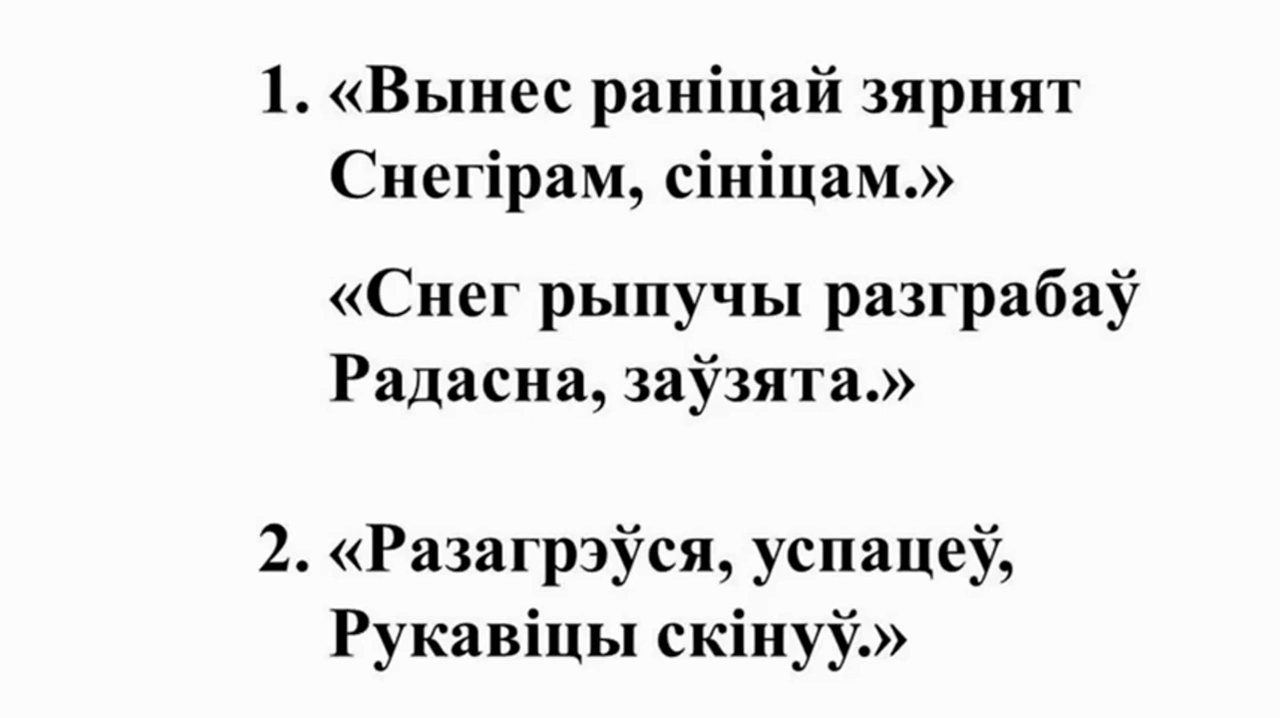 1. «Вынес раніцай зярнят
Снегірам, сініцам.»
«Снег рыпучы разграбаў
Радасна, заўзята.»
2. «Разагрэўся, успацеў,
Рукавіцы скінуў.»